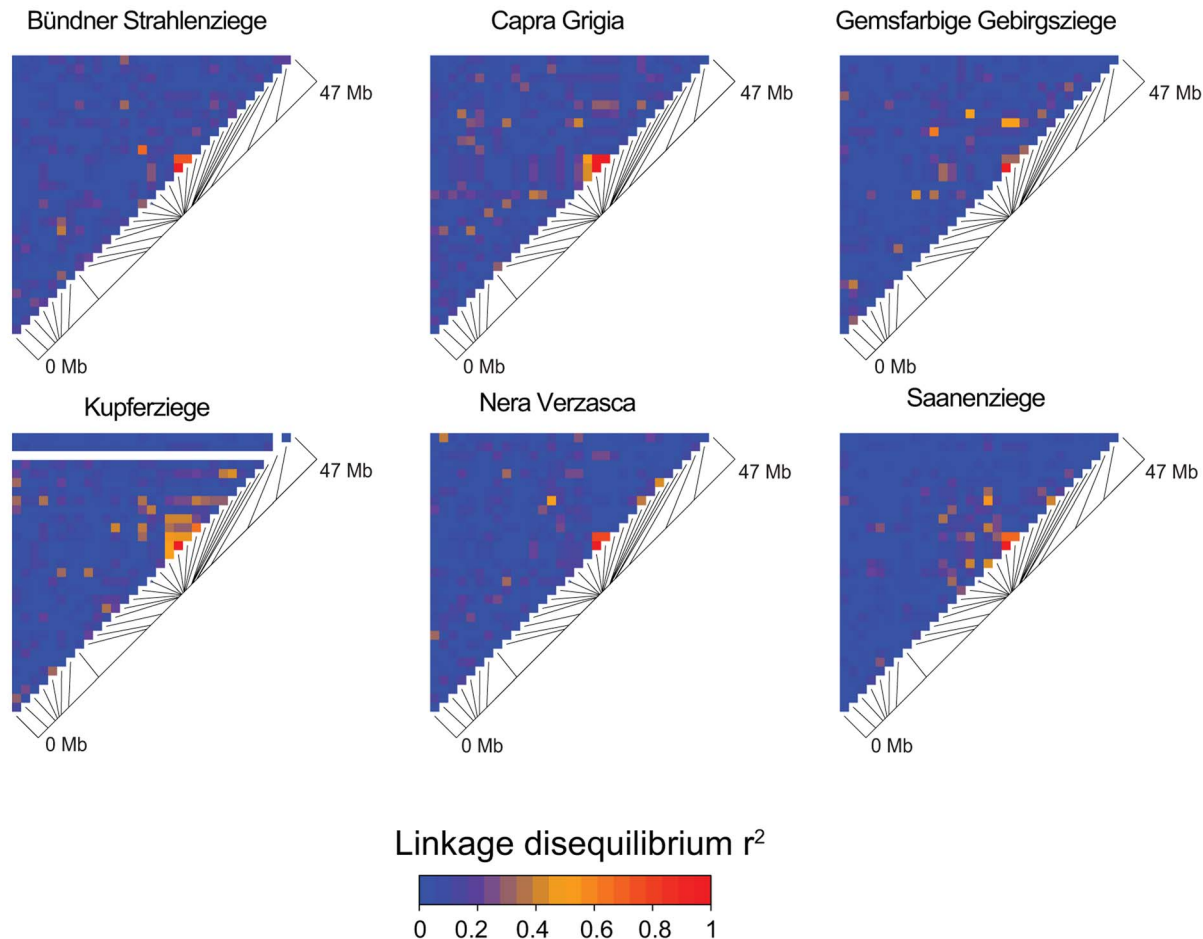 Bündner Strahlenziege
Capra Grigia
Gemsfarbige Gebirgsziege
47 Mb
47 Mb
47 Mb
0 Mb
0 Mb
0 Mb
Kupferziege
Nera Verzasca
Saanenziege
47 Mb
47 Mb
47 Mb
0 Mb
0 Mb
0 Mb
Linkage disequilibrium r²
0 0.2 0.4 0.6 0.8 1